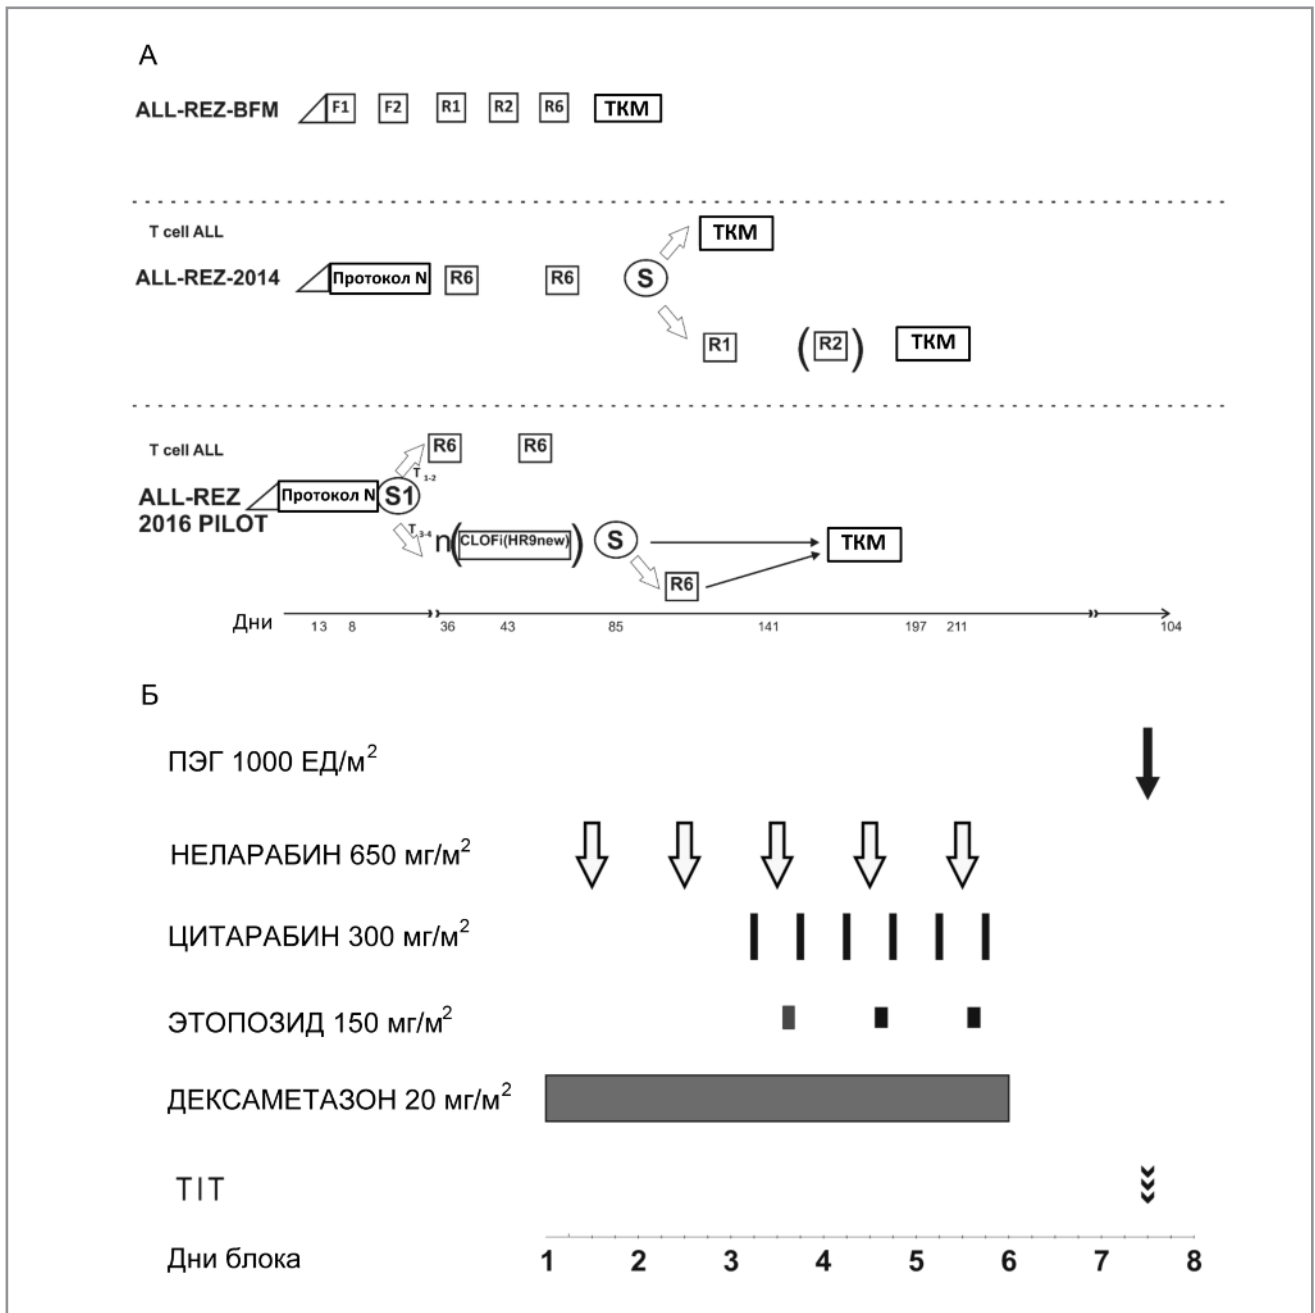 А
ALL-REZ-BFM F1 F2 R1 R2 R6 ТКМ
T cell ALL
ТКМ
ALL-REZ-2014 Протокол N R6 R6 S
R1 (R2) ТКМ
T cell ALL
R6 R6
T 1-2
ALL-REZ Протокол N S1
2016 PILOT
T 3-4 n(CLOFi(HR9new)) S ТКМ
R6
Дни 13 8 36 43 85 141 197 211 104
Б
ПЭГ 1000 ЕД/м²
НЕЛАРАБИН 650 мг/м²
ЦИТАРАБИН 300 мг/м²
ЭТОПОЗИД 150 мг/м²
ДЕКСАМЕТАЗОН 20 мг/м²
TIT
Дни блока 1 2 3 4 5 6 7 8